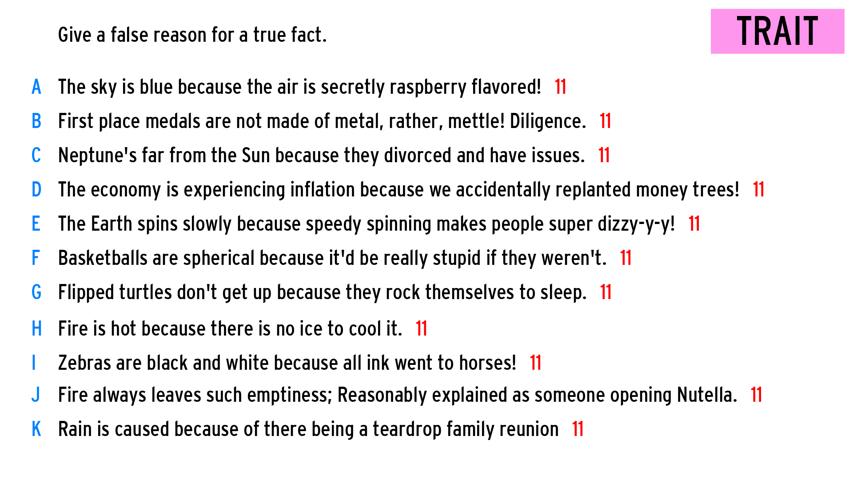 Give a false reason for a true fact.
TRAIT
A The sky is blue because the air is secretly raspberry flavored! 11
B First place medals are not made of metal, rather, mettle! Diligence. 11
C Neptune's far from the Sun because they divorced and have issues. 11
D The economy is experiencing inflation because we accidentally replanted money trees! 11
E The Earth spins slowly because speedy spinning makes people super dizzy-y-y! 11
F Basketballs are spherical because it'd be really stupid if they weren't. 11
G Flipped turtles don't get up because they rock themselves to sleep. 11
H Fire is hot because there is no ice to cool it. 11
I Zebras are black and white because all ink went to horses! 11
J Fire always leaves such emptiness; Reasonably explained as someone opening Nutella. 11
K Rain is caused because of there being a teardrop family reunion 11